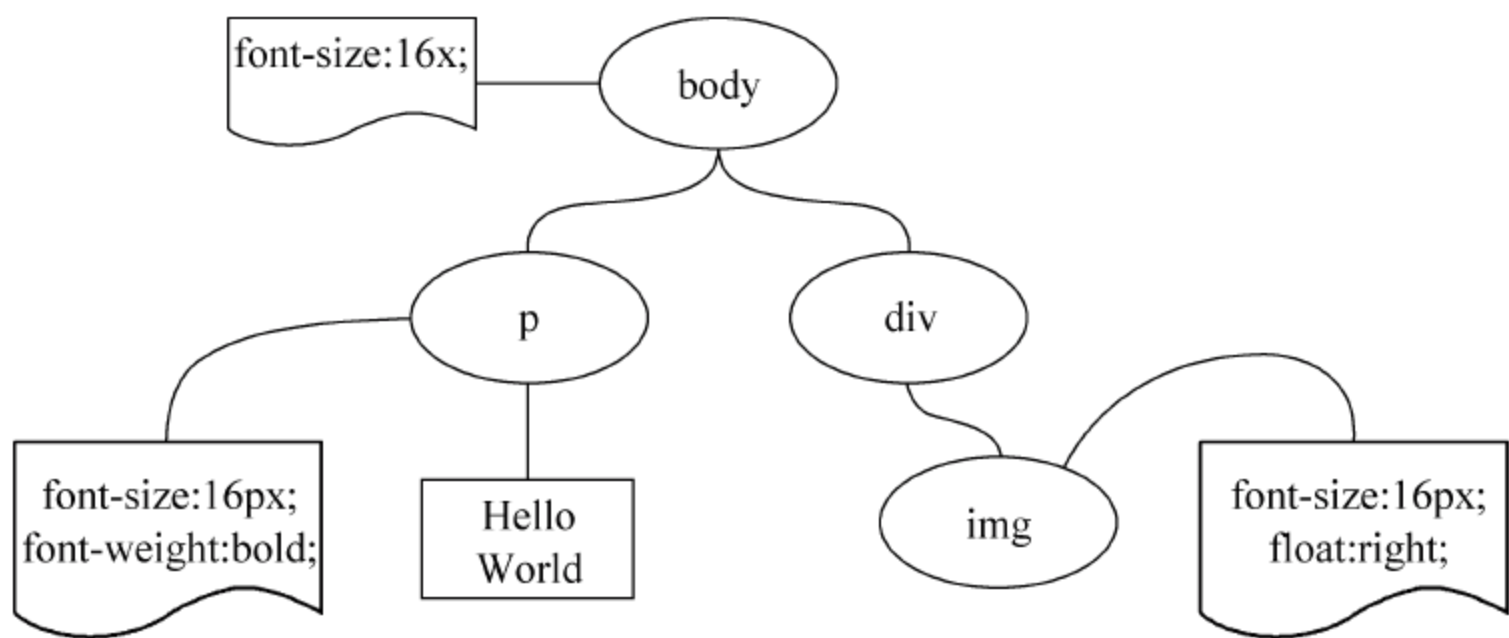 font-size:16x;
body
p
div
font-size:16px;
font-weight:bold;
Hello
World
img
font-size:16px;
float:right;